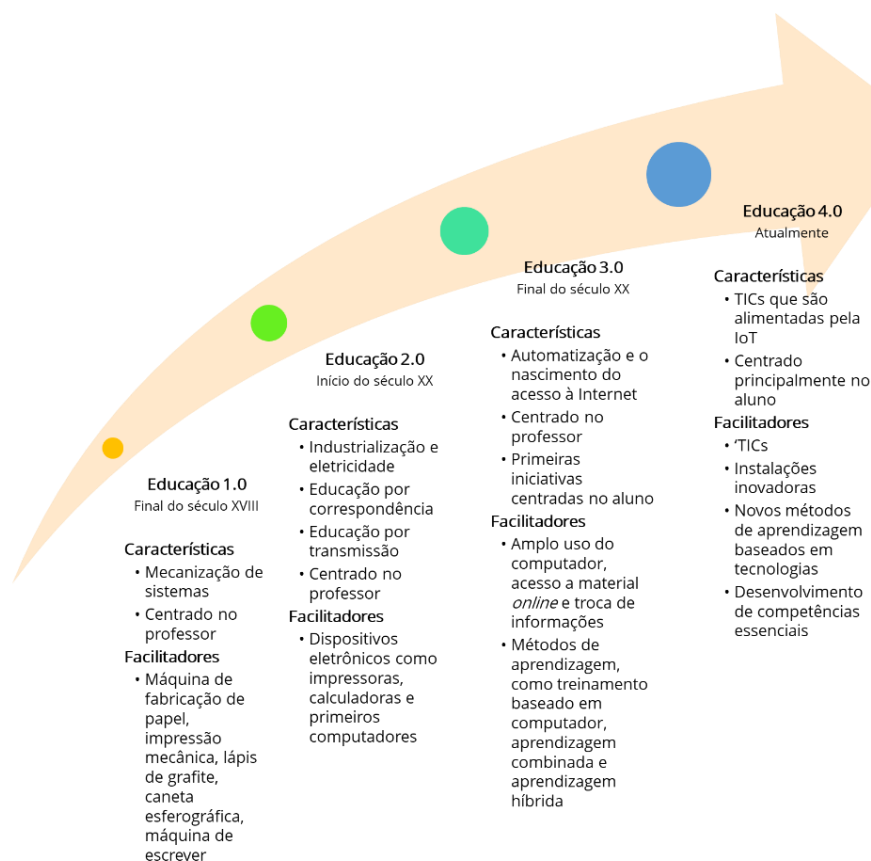 Educação 1.0
Final do século XVIII
Características
• Mecanização de
sistemas
• Centrado no
professor
Facilitadores
• Máquina de
fabricação de
papel,
impressão
mecânica, lápis
de grafite,
caneta
esferográfica,
máquina de
escrever
Educação 2.0
Início do século XX
Características
• Industrialização e
eletricidade
• Educação por
correspondência
• Educação por
transmissão
• Centrado no
professor
Facilitadores
• Dispositivos
eletrônicos como
impressoras,
calculadoras e
primeiros
computadores
Educação 3.0
Final do século XX
Características
• Automatização e o
nascimento do
acesso à Internet
• Centrado no
professor
• Primeiras
iniciativas
centradas no aluno
Facilitadores
• Amplo uso do
computador,
acesso a material
online e troca de
informações
• Métodos de
aprendizagem,
como treinamento
baseado em
computador,
aprendizagem
combinada e
aprendizagem
híbrida
Educação 4.0
Atualmente
Características
• TICs que são
alimentadas pela
IoT
• Centrado
principalmente no
aluno
Facilitadores
• ‘TICs
• Instalações
inovadoras
• Novos métodos
de aprendizagem
baseados em
tecnologias
• Desenvolvimento
de competências
essenciais